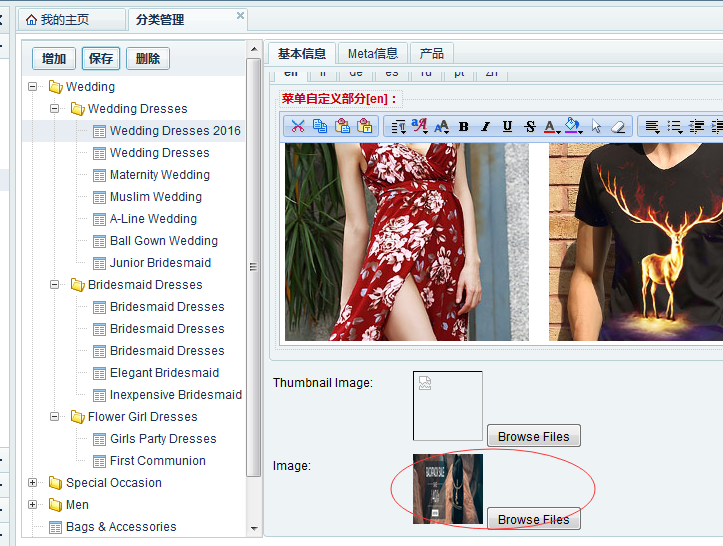 我的主页 分类管理
增加 保存 删除
Wedding
Wedding Dresses
Wedding Dresses 2016
Wedding Dresses
Maternity Wedding
Muslim Wedding
A-Line Wedding
Ball Gown Wedding
Junior Bridesmaid
Bridesmaid Dresses
Bridesmaid Dresses
Bridesmaid Dresses
Bridesmaid Dresses
Elegant Bridesmaid
Inexpensive Bridesmaid
Flower Girl Dresses
Girls Party Dresses
First Communion
Special Occasion
Men
Bags & Accessories
基本信息 Meta信息 产品
en fr de es ru pt zh
菜单自定义部分[en]：
Thumbnail Image:
Browse Files
Image:
Browse Files